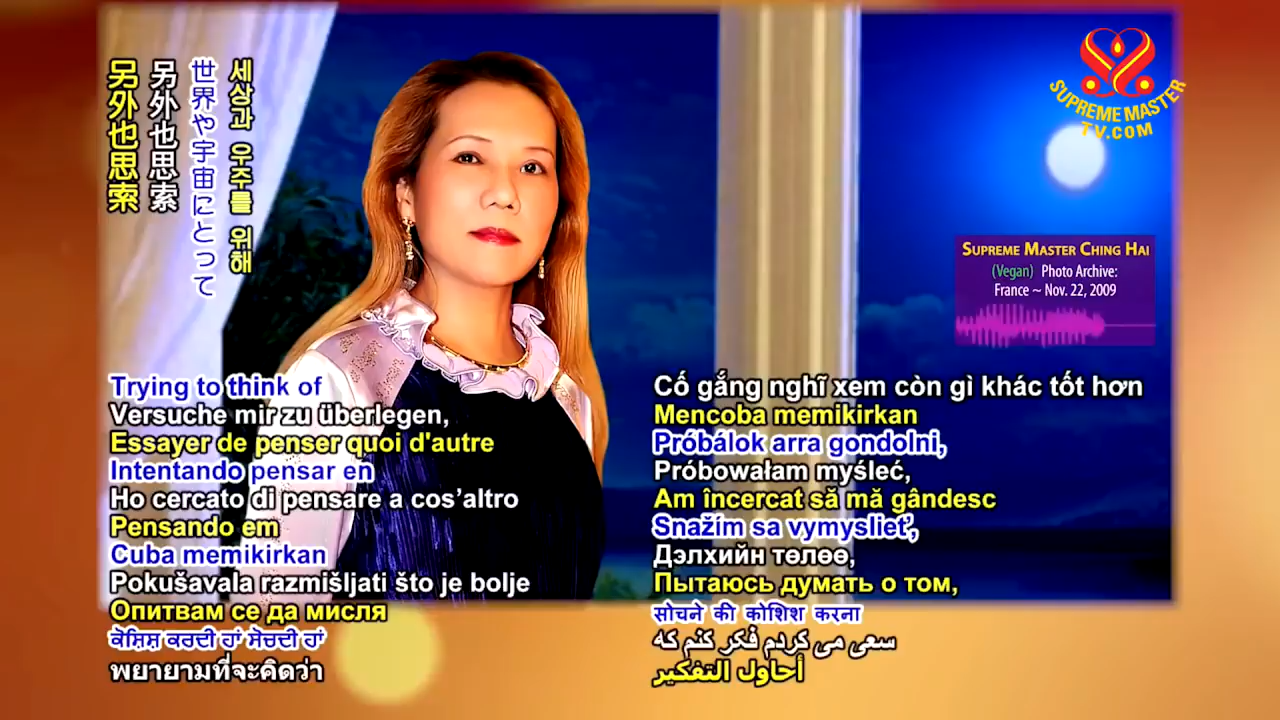 另外也思索
另外也思索
世界や宇宙にとって
세상과 우주를 위해
SUPREME MASTER
TV.COM
SUPREME MASTER CHING HAI
(Vegan) Photo Archive:
France ~ Nov. 22, 2009
Trying to think of
Versuche mir zu überlegen,
Essayer de penser quoi d'autre
Intentando pensar en
Ho cercato di pensare a cos’altro
Pensando em
Cuba memikirkan
Pokušavala razmišljati što je bolje
Опитвам се да мисля
ਕੋਸ਼ਿਸ਼ ਕਰਦੀ ਹਾਂ ਸੋਚਦੀ ਹਾਂ
พยายามที่จะคิดว่า
Cố gắng nghĩ xem còn gì khác tốt hơn
Mencoba memikirkan
Próbálok arra gondolni,
Próbowałam myśleć,
Am încercat să mă gândesc
Snažím sa vymyslieť,
Дэлхийн төлөө,
Пытаюсь думать о том,
सोचने की कोशिश करना
سعی می کردم فکر کنم که
أحاول التفكير